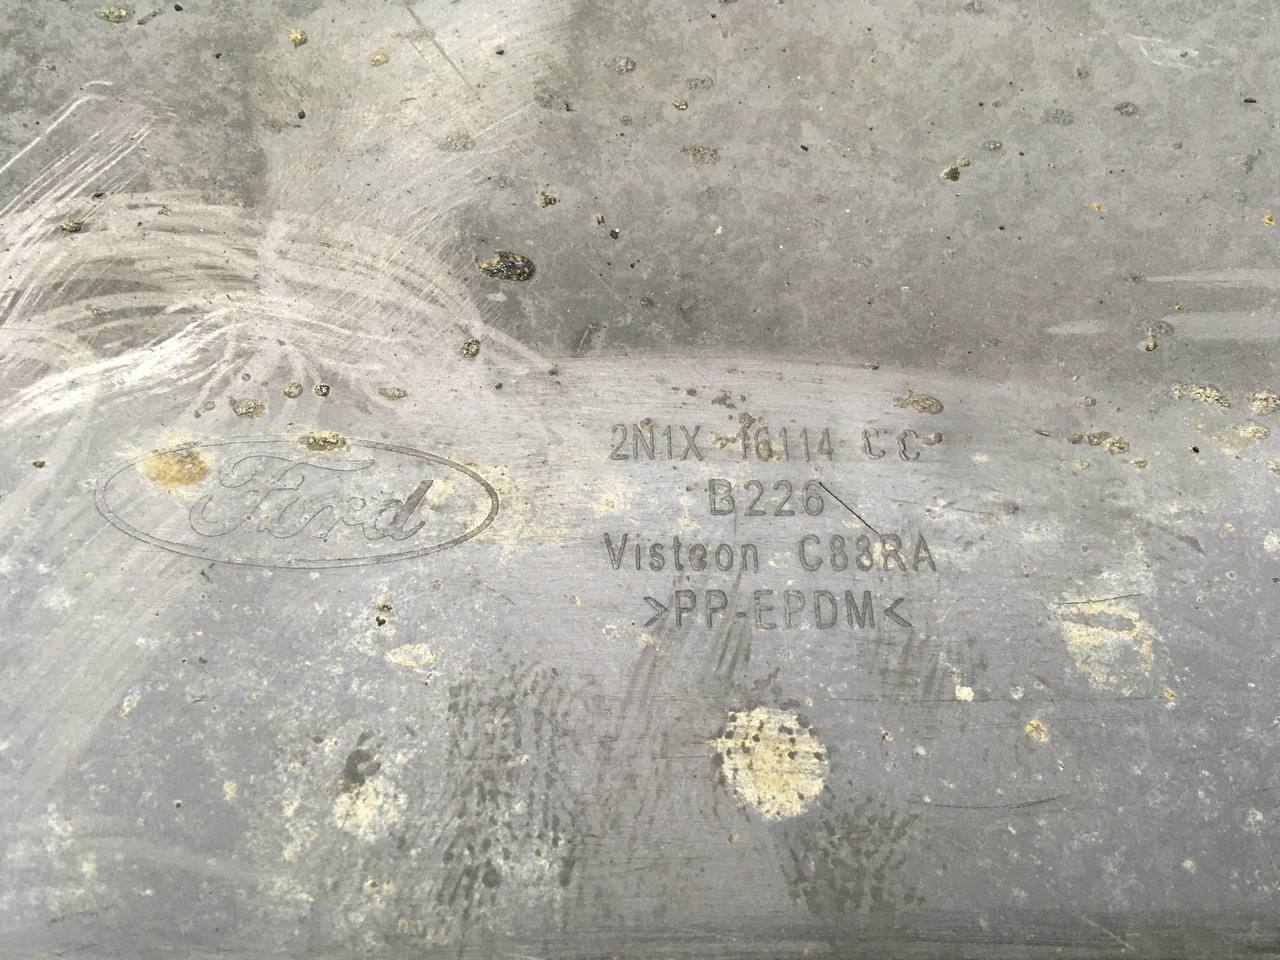 Ford
2N1X-16114 CC
B226
Visteon C88RA
>PP-EPDM<